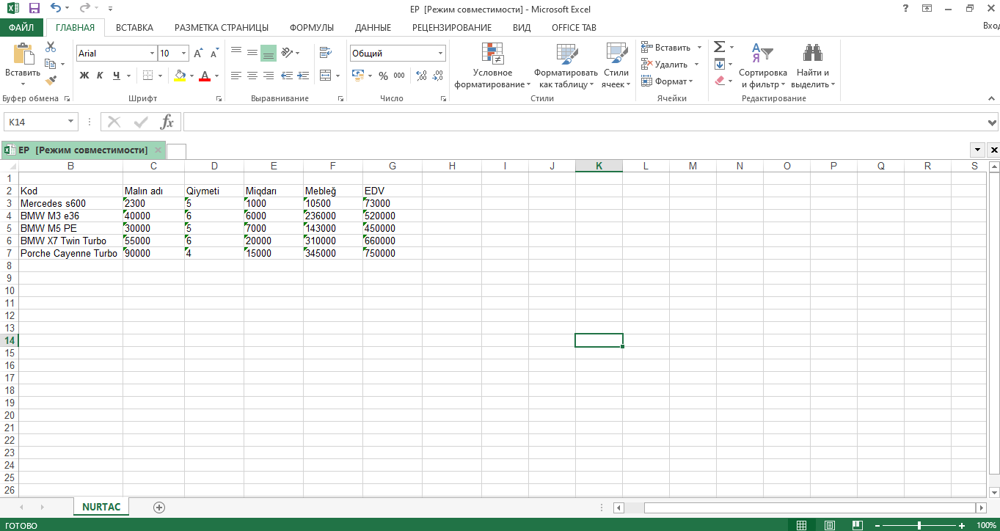 EP [Режим совместимости] - Microsoft Excel
ФАЙЛ ГЛАВНАЯ ВСТАВКА РАЗМЕТКА СТРАНИЦЫ ФОРМУЛЫ ДАННЫЕ РЕЦЕНЗИРОВАНИЕ ВИД OFFICE TAB Вход
Вставить
Буфер обмена
Arial 10
Ж К Ч
Шрифт
Выравнивание
Общий
% 000 ,00 ,00
Число
Условное форматирование
Форматировать как таблицу
Стили ячеек
Стили
Вставить
Удалить
Формат
Ячейки
Сортировка и фильтр
Найти и выделить
Редактирование
K14 fx
EP [Режим совместимости]
B C D E F G H I J K L M N O P Q R S
1
2 Kod Malın adı Qiymeti Miqdarı Mebleğ EDV
3 Mercedes s600 2300 5 1000 10500 73000
4 BMW M3 e36 40000 6 6000 236000 520000
5 BMW M5 PE 30000 5 7000 143000 450000
6 BMW X7 Twin Turbo 55000 6 20000 310000 660000
7 Porche Cayenne Turbo 90000 4 15000 345000 750000
8
9
10
11
12
13
14
15
16
17
18
19
20
21
22
23
24
25
26
NURTAC
ГОТОВО 100%